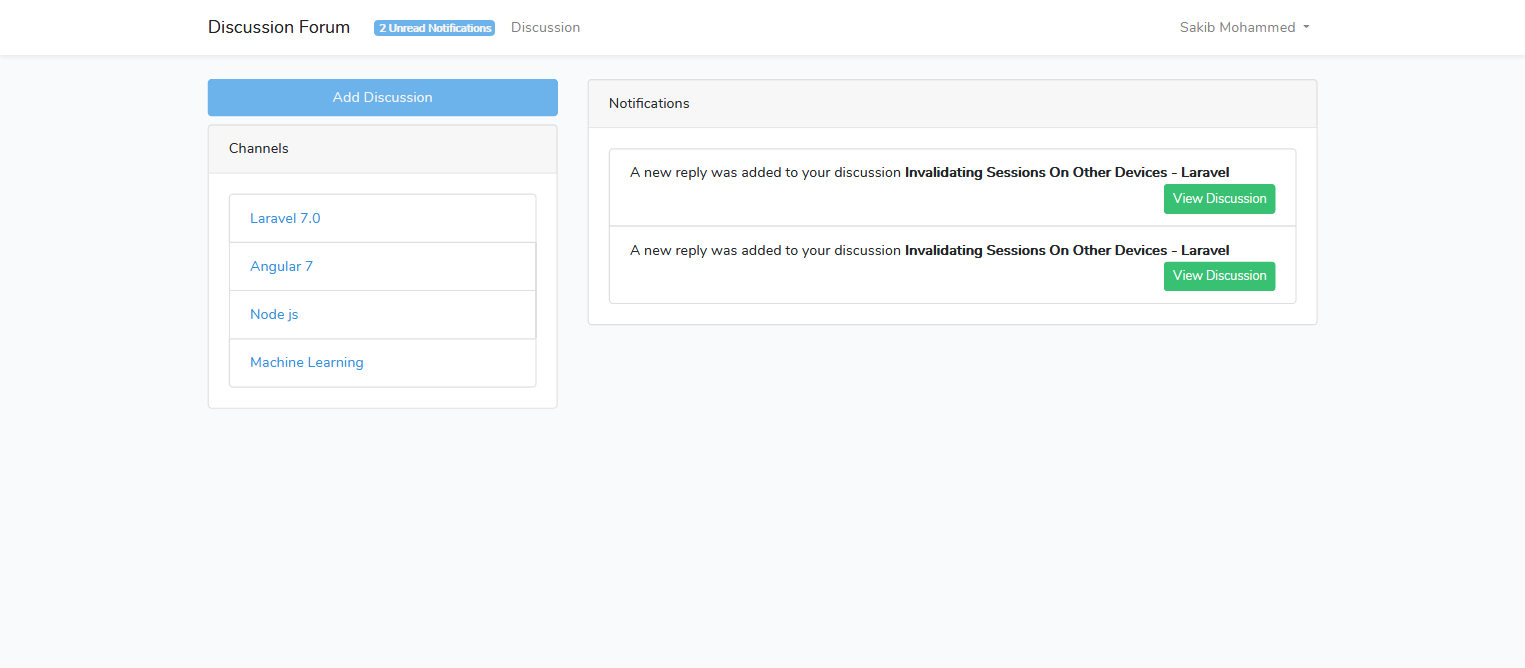 Discussion Forum 2 Unread Notifications Discussion Sakib Mohammed
Add Discussion
Channels
Laravel 7.0
Angular 7
Node js
Machine Learning
Notifications
A new reply was added to your discussion Invalidating Sessions On Other Devices - Laravel
View Discussion
A new reply was added to your discussion Invalidating Sessions On Other Devices - Laravel
View Discussion